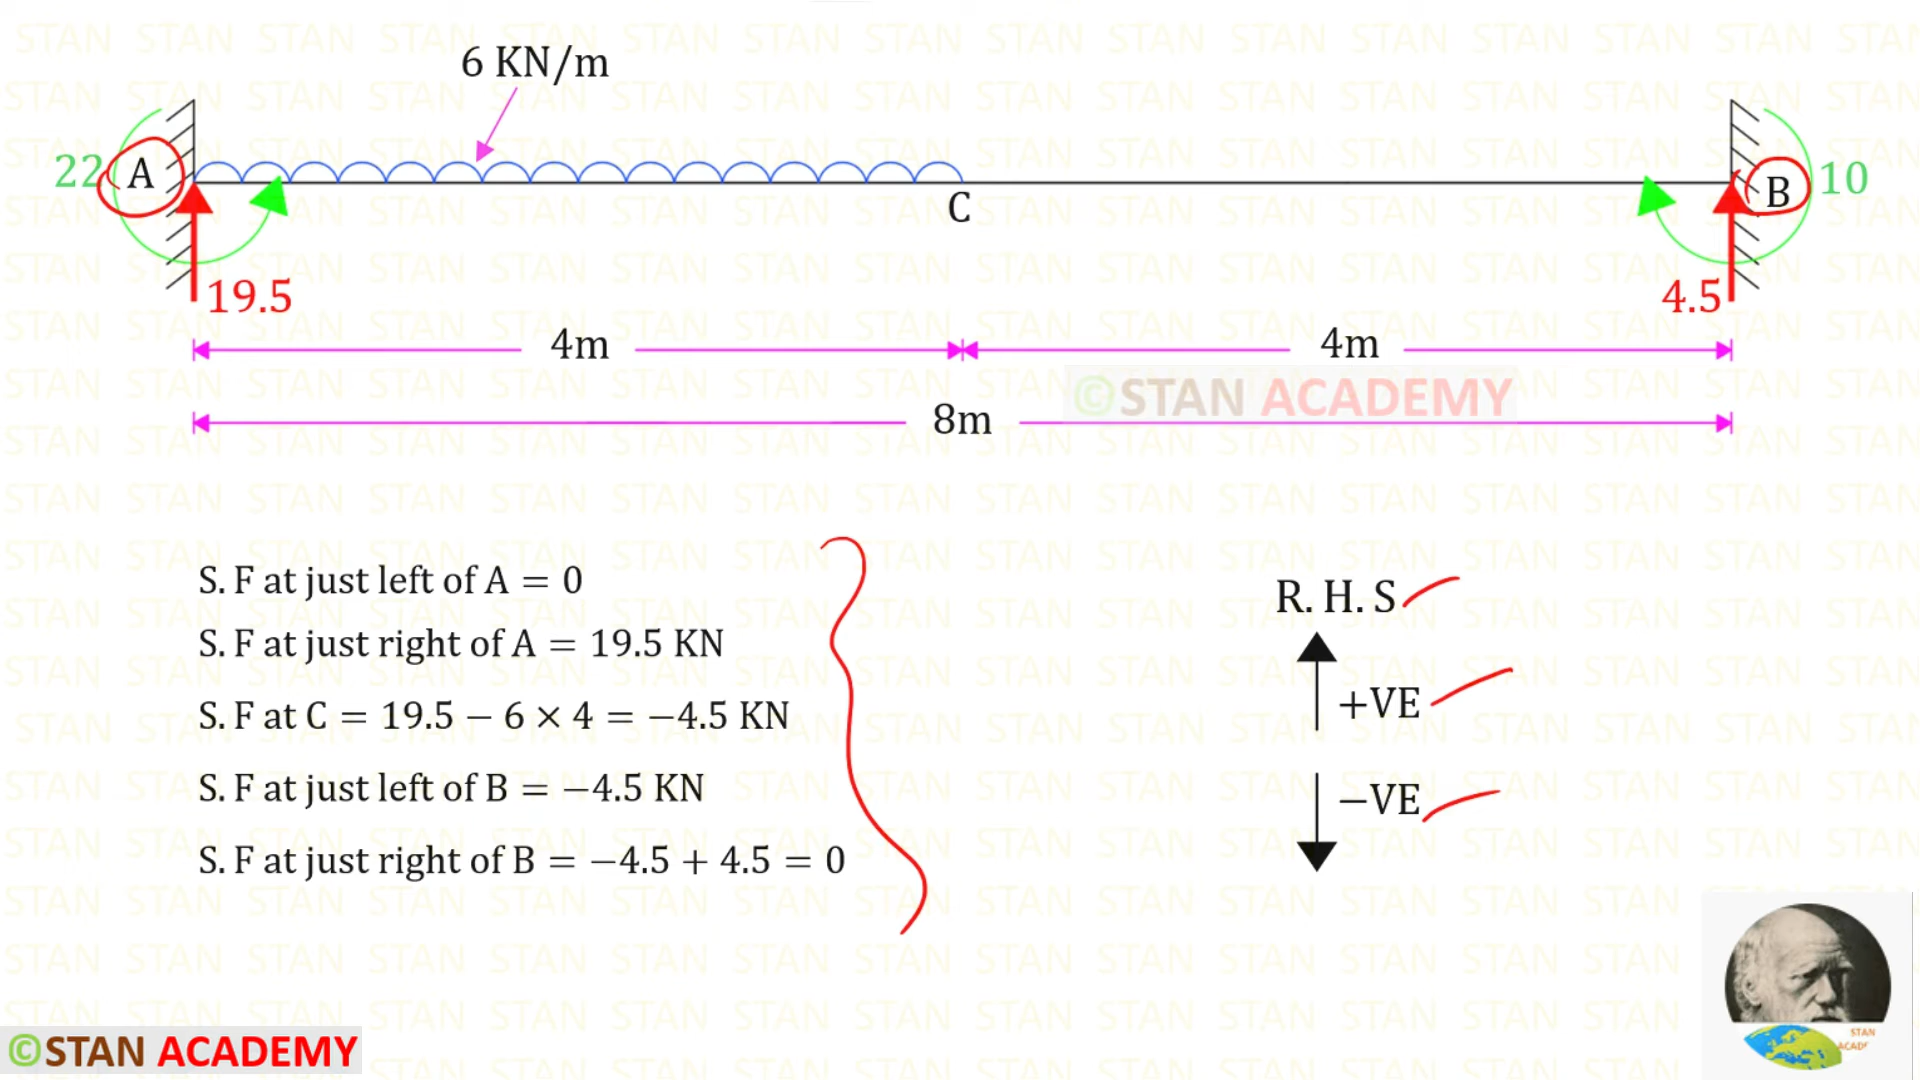 6 KN/m
22
A
B
10
C
19.5
4.5
4m
4m
©STAN ACADEMY
8m
S. F at just left of A = 0
S. F at just right of A = 19.5 KN
S. F at C = 19.5 − 6 × 4 = −4.5 KN
S. F at just left of B = −4.5 KN
S. F at just right of B = −4.5 + 4.5 = 0
R. H. S
+VE
−VE
©STAN ACADEMY
STAN